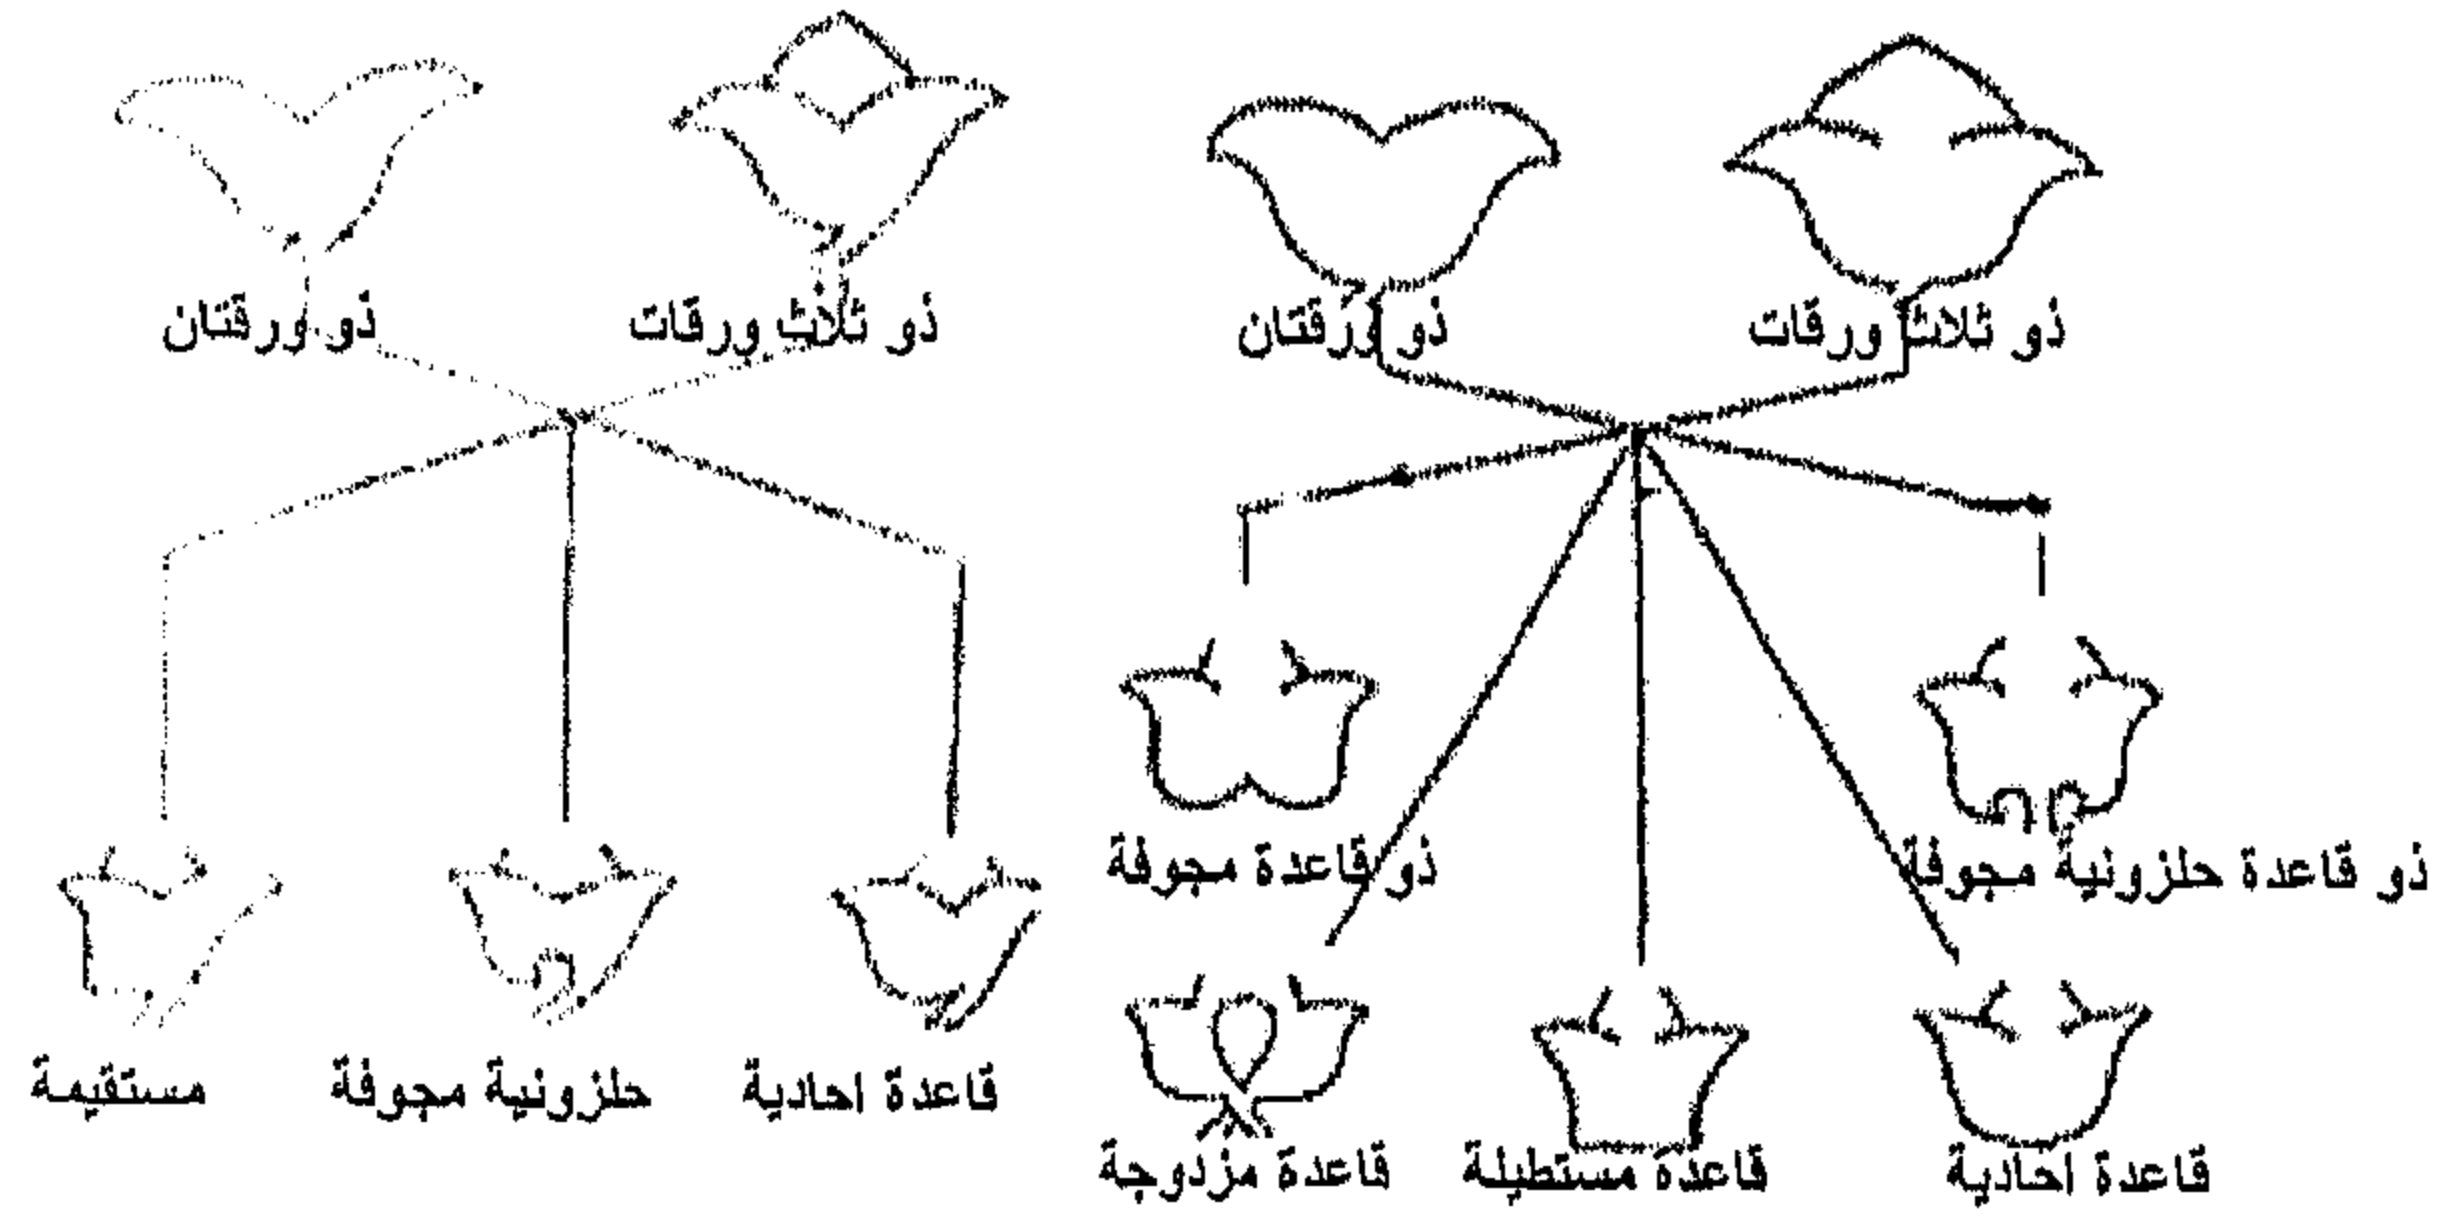 ذو ثلاث ورقات
ذو ورقتان
ذو ثلاث ورقات
ذو ورقتان
ذو قاعدة حلزونية مجوفة
ذو قاعدة مجوفة
قاعدة احادية
قاعدة مستطيلة
قاعدة مزدوجة
قاعدة احادية
حلزونية مجوفة
مستقيمة